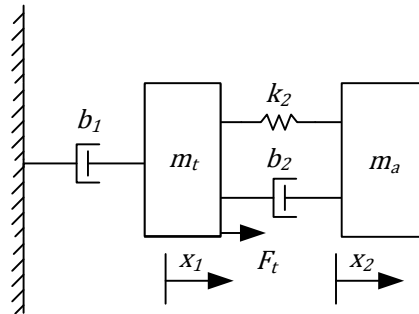 k₂
b₁
mₜ
b₂
mₐ
x₁
Fₜ
x₂